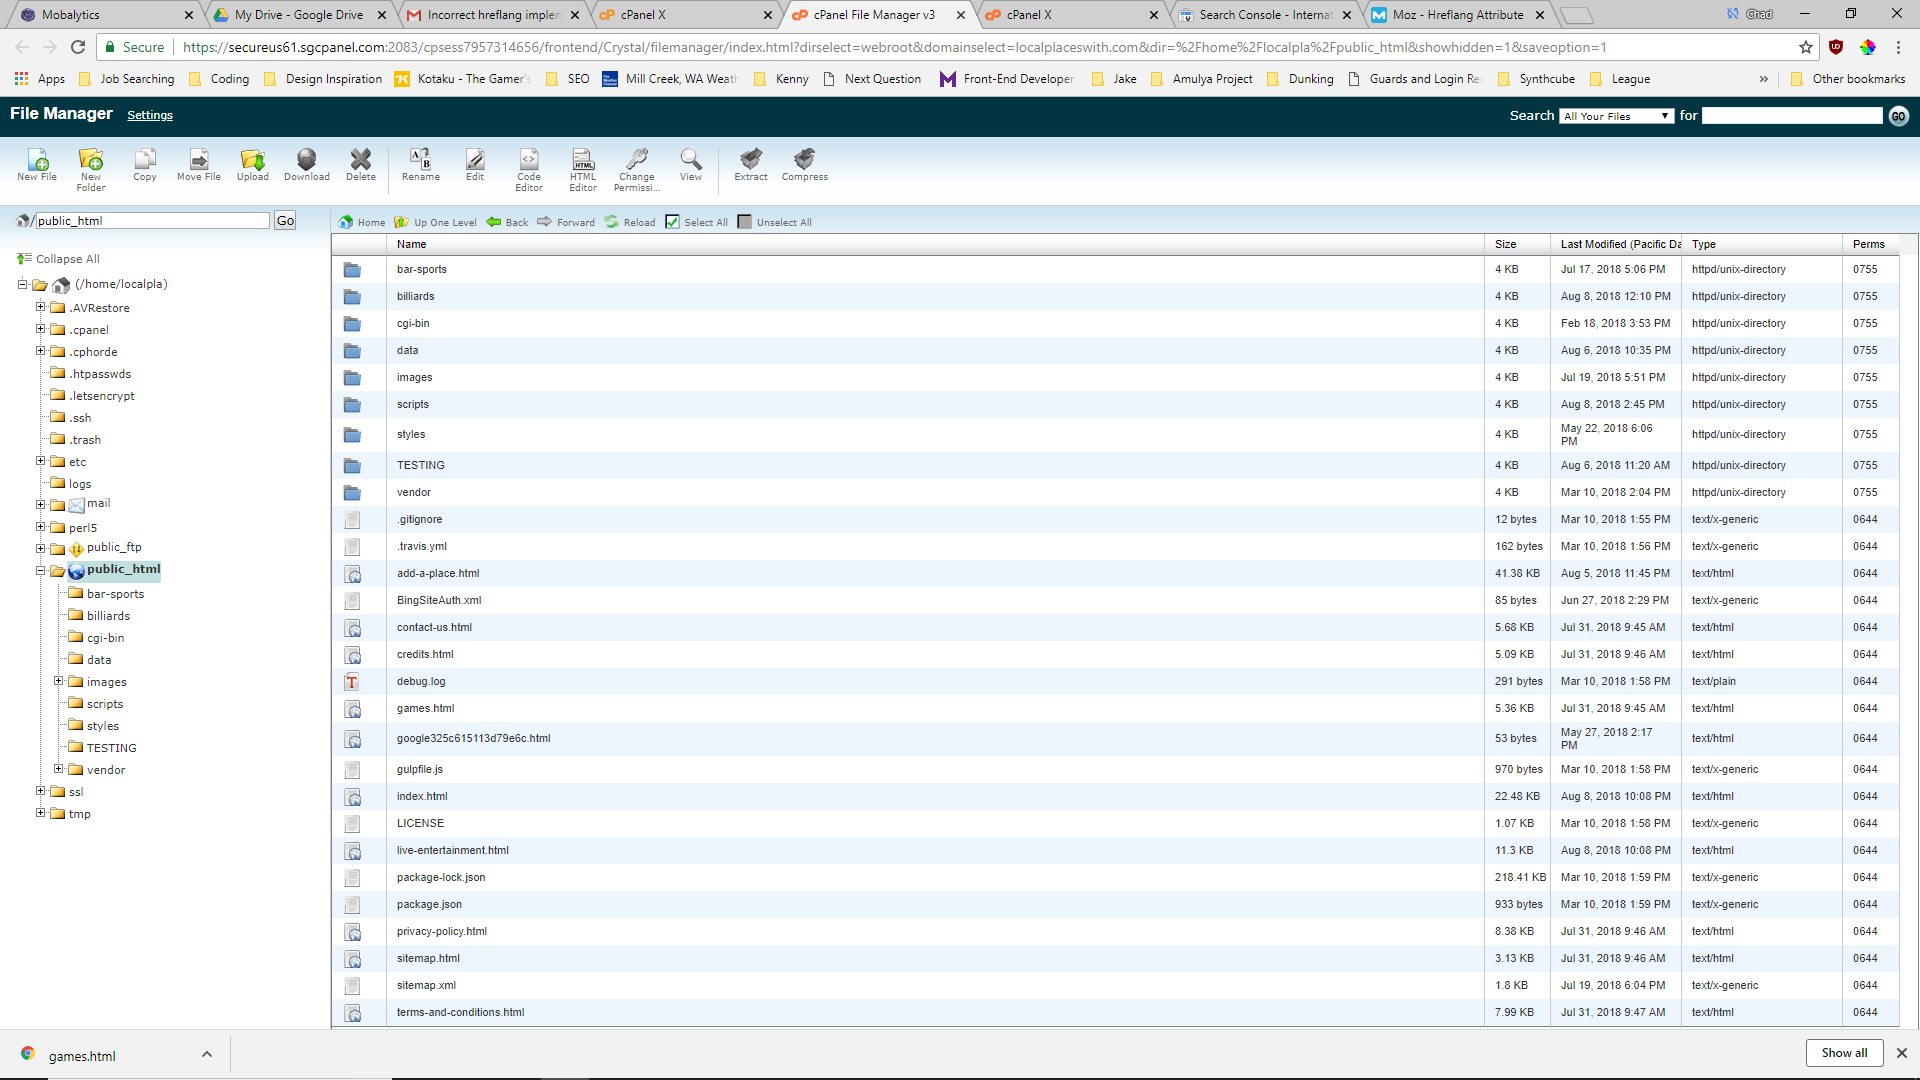 Mobalytics
My Drive - Google Drive
Incorrect hreflang implem
cPanel X
cPanel File Manager v3
cPanel X
Search Console - Internat
Moz - Hreflang Attribute
Chad
Secure
https://secureus61.sgcpanel.com:2083/cpsess7957314656/frontend/Crystal/filemanager/index.html?dirselect=webroot&domainselect=localplaceswith.com&dir=%2Fhome%2Flocalpla%2Fpublic_html&showhidden=1&saveoption=1
Apps
Job Searching
Coding
Design Inspiration
Kotaku - The Gamer's
SEO
Mill Creek, WA Weath
Kenny
Next Question
Front-End Developer
Jake
Amulya Project
Dunking
Guards and Login Re
Synthcube
League
»
Other bookmarks
File Manager
Settings
Search
All Your Files
for
GO
New File
New Folder
Copy
Move File
Upload
Download
Delete
Rename
Edit
Code Editor
HTML Editor
Change Permissi...
View
Extract
Compress
/
public_html
Go
Home
Up One Level
Back
Forward
Reload
Select All
Unselect All
Collapse All
(/home/localpla)
.AVRestore
.cpanel
.cphorde
.htpasswds
.letsencrypt
.ssh
.trash
etc
logs
mail
perl5
public_ftp
public_html
bar-sports
billiards
cgi-bin
data
images
scripts
styles
TESTING
vendor
ssl
tmp
Name Size Last Modified (Pacific Da Type Perms
bar-sports 4 KB Jul 17, 2018 5:06 PM httpd/unix-directory 0755
billiards 4 KB Aug 8, 2018 12:10 PM httpd/unix-directory 0755
cgi-bin 4 KB Feb 18, 2018 3:53 PM httpd/unix-directory 0755
data 4 KB Aug 6, 2018 10:35 PM httpd/unix-directory 0755
images 4 KB Jul 19, 2018 5:51 PM httpd/unix-directory 0755
scripts 4 KB Aug 8, 2018 2:45 PM httpd/unix-directory 0755
styles 4 KB May 22, 2018 6:06 PM httpd/unix-directory 0755
TESTING 4 KB Aug 6, 2018 11:20 AM httpd/unix-directory 0755
vendor 4 KB Mar 10, 2018 2:04 PM httpd/unix-directory 0755
.gitignore 12 bytes Mar 10, 2018 1:55 PM text/x-generic 0644
.travis.yml 162 bytes Mar 10, 2018 1:56 PM text/x-generic 0644
add-a-place.html 41.38 KB Aug 5, 2018 11:45 PM text/html 0644
BingSiteAuth.xml 85 bytes Jun 27, 2018 2:29 PM text/x-generic 0644
contact-us.html 5.68 KB Jul 31, 2018 9:45 AM text/html 0644
credits.html 5.09 KB Jul 31, 2018 9:46 AM text/html 0644
debug.log 291 bytes Mar 10, 2018 1:58 PM text/plain 0644
games.html 5.36 KB Jul 31, 2018 9:45 AM text/html 0644
google325c615113d79e6c.html 53 bytes May 27, 2018 2:17 PM text/html 0644
gulpfile.js 970 bytes Mar 10, 2018 1:58 PM text/x-generic 0644
index.html 22.48 KB Aug 8, 2018 10:08 PM text/html 0644
LICENSE 1.07 KB Mar 10, 2018 1:58 PM text/x-generic 0644
live-entertainment.html 11.3 KB Aug 8, 2018 10:08 PM text/html 0644
package-lock.json 218.41 KB Mar 10, 2018 1:59 PM text/x-generic 0644
package.json 933 bytes Mar 10, 2018 1:59 PM text/x-generic 0644
privacy-policy.html 8.38 KB Jul 31, 2018 9:46 AM text/html 0644
sitemap.html 3.13 KB Jul 31, 2018 9:46 AM text/html 0644
sitemap.xml 1.8 KB Jul 19, 2018 6:04 PM text/x-generic 0644
terms-and-conditions.html 7.99 KB Jul 31, 2018 9:47 AM text/html 0644
games.html
Show all